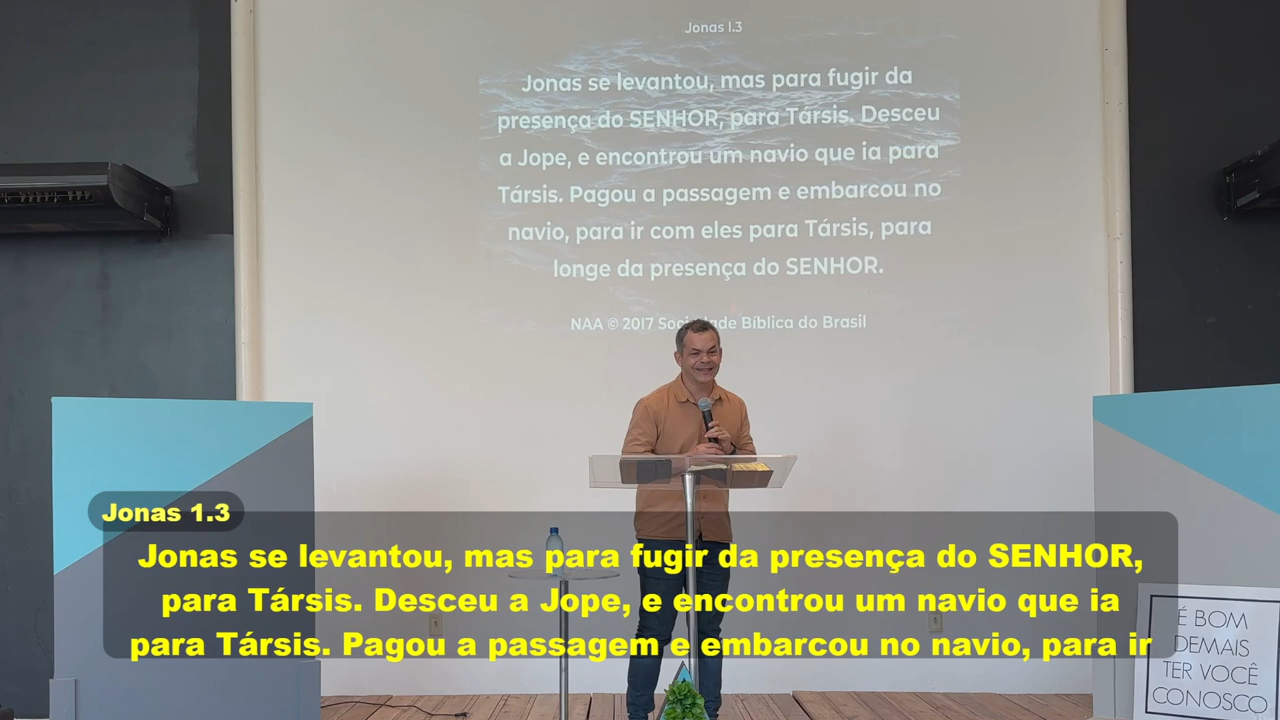 Jonas 1.3
Jonas se levantou, mas para fugir da
presença do SENHOR, para Társis. Desceu
a Jope, e encontrou um navio que ia para
Társis. Pagou a passagem e embarcou no
navio, para ir com eles para Társis, para
longe da presença do SENHOR.
NAA © 2017 Sociedade Bíblica do Brasil
Jonas 1.3
Jonas se levantou, mas para fugir da presença do SENHOR,
para Társis. Desceu a Jope, e encontrou um navio que ia
para Társis. Pagou a passagem e embarcou no navio, para ir
É BOM
DEMAIS
TER VOCÊ
CONOSCO